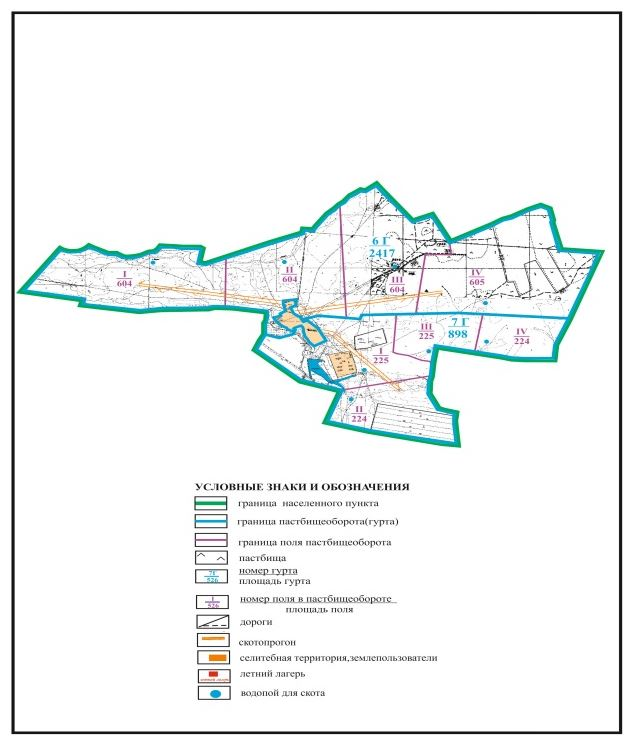 6 Г
2417
I
604
II
604
III
604
IV
605
7 Г
898
III
225
IV
224
I
225
II
224
УСЛОВНЫЕ ЗНАКИ И ОБОЗНАЧЕНИЯ
граница населенного пункта
граница пастбищеоборота(гурта)
граница поля пастбищеоборота
пастбища
номер гурта
площадь гурта
I
526
номер поля в пастбищеобороте
площадь поля
дороги
скотопрогон
селитебная территория,землепользователи
летний лагерь
водопой для скота